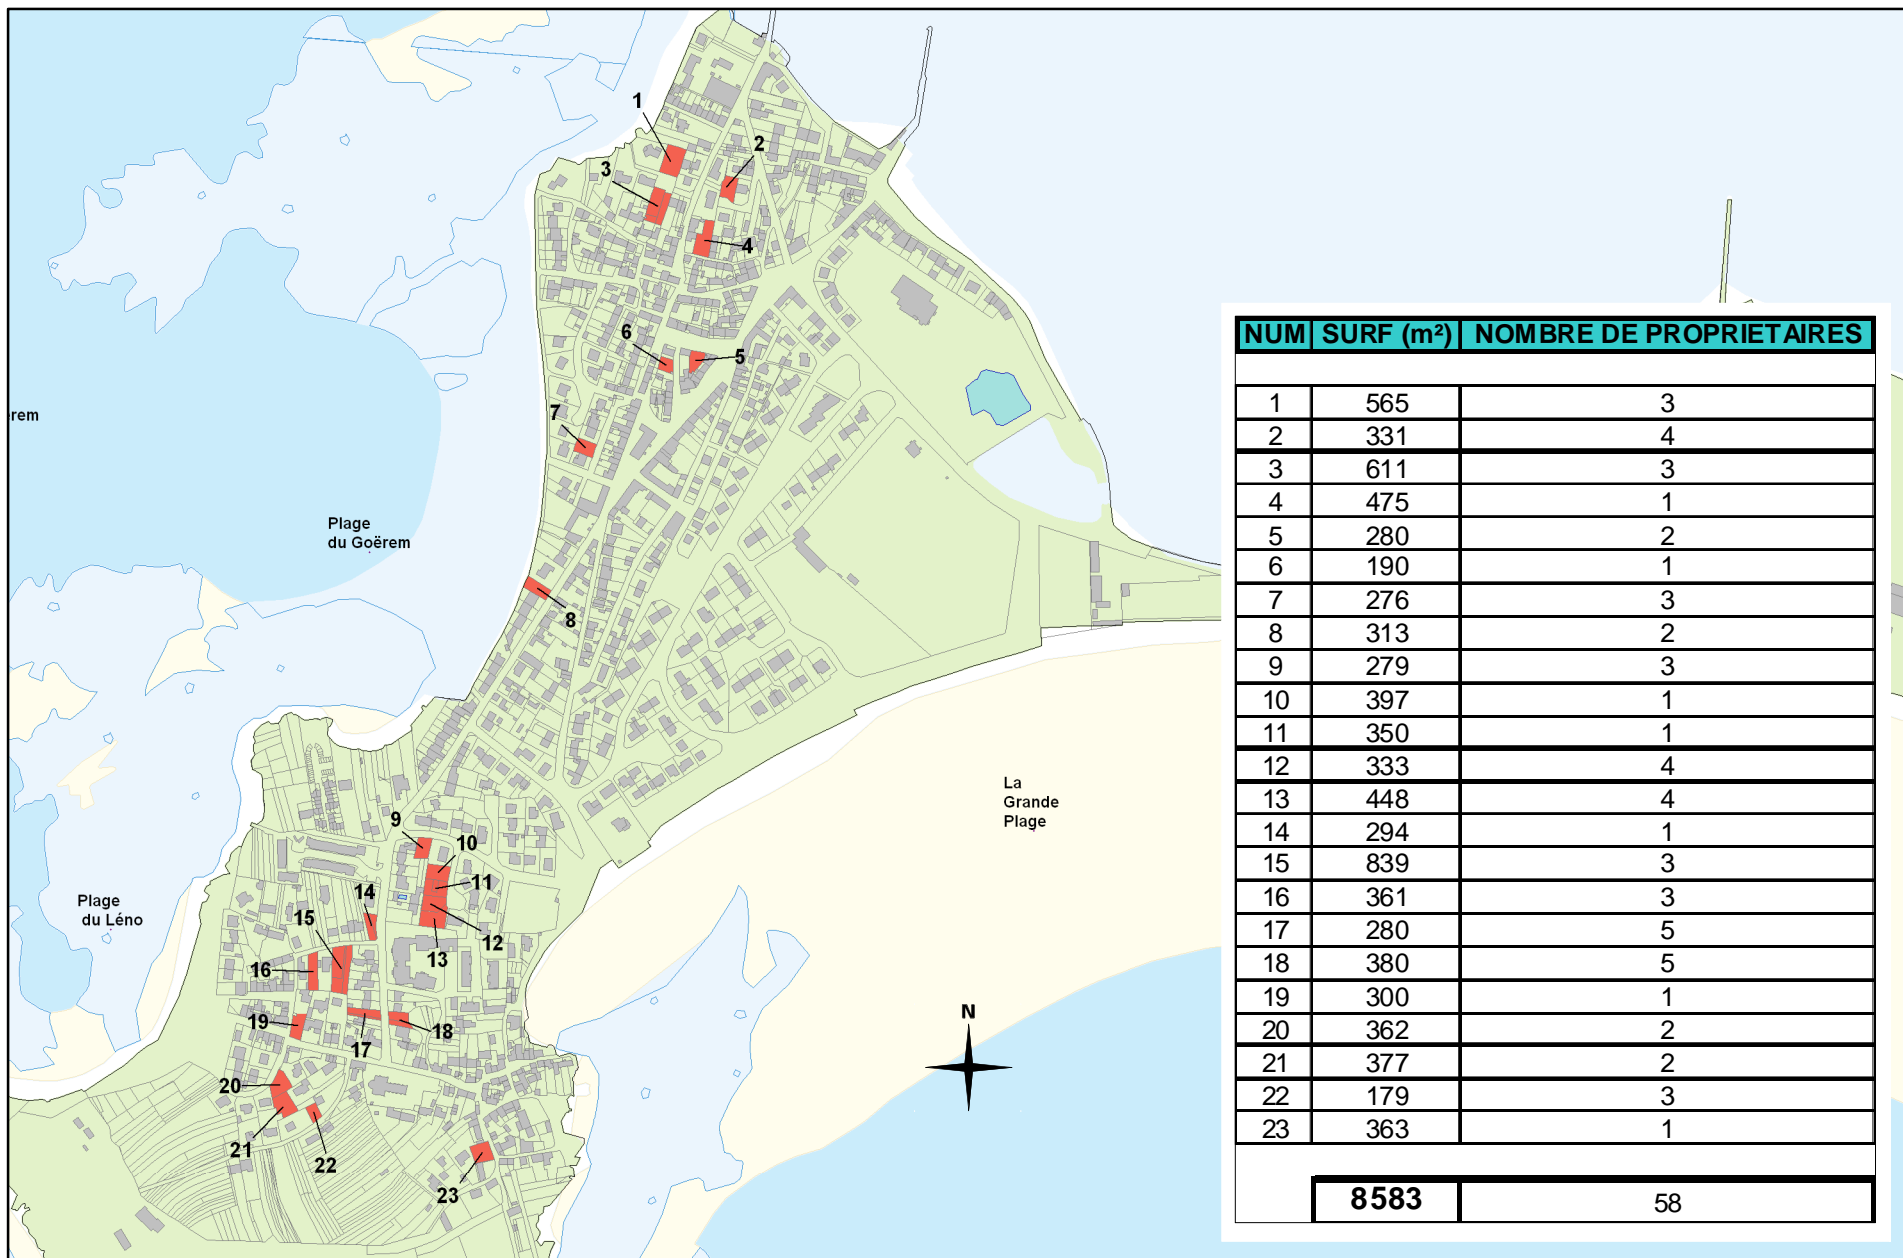 1
2
3
4
6
5
7
erem
Plage
du Goërem
8
La
Grande
Plage
9
10
11
14
Plage
du Léno
15
12
13
16
19
18
17
20
21
22
23
N
NUM SURF (m²) NOMBRE DE PROPRIETAIRES
1 565 3
2 331 4
3 611 3
4 475 1
5 280 2
6 190 1
7 276 3
8 313 2
9 279 3
10 397 1
11 350 1
12 333 4
13 448 4
14 294 1
15 839 3
16 361 3
17 280 5
18 380 5
19 300 1
20 362 2
21 377 2
22 179 3
23 363 1
8583 58